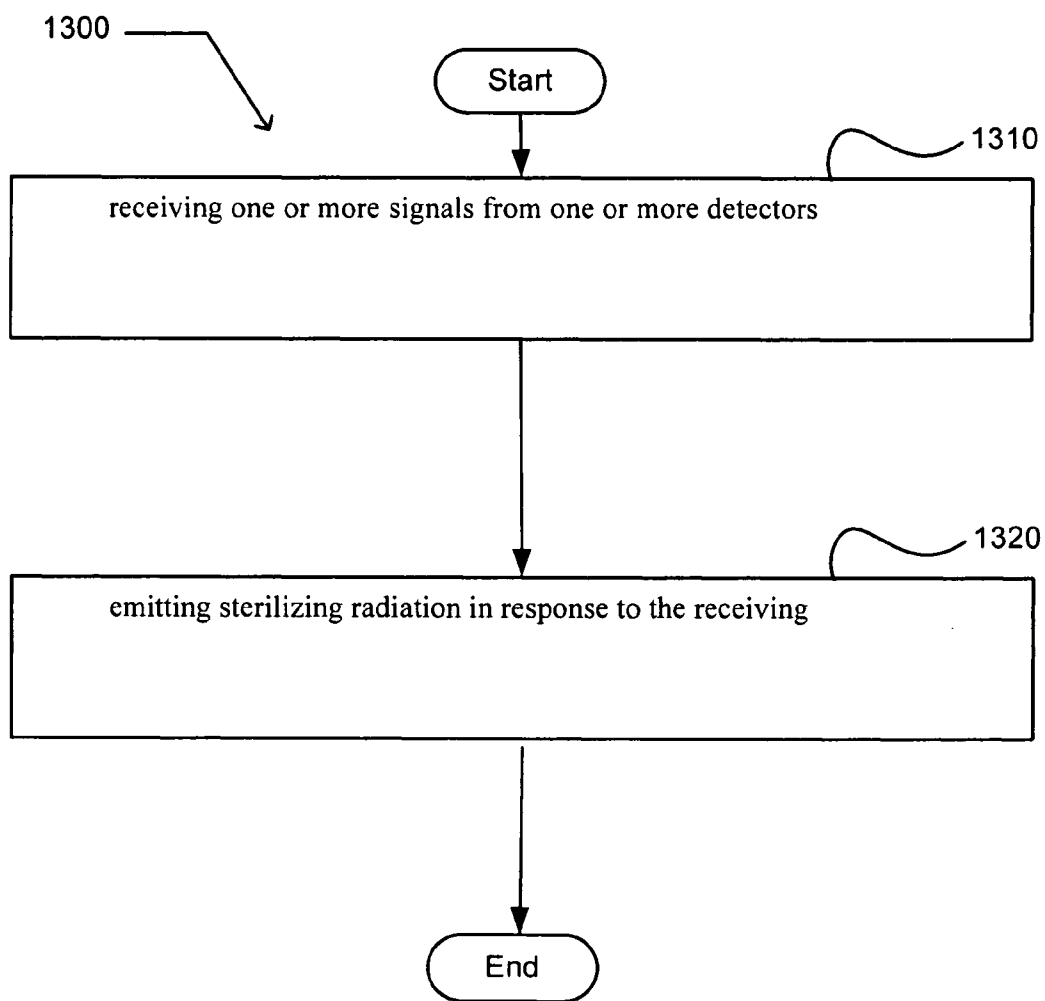 1300
Start
1310
receiving one or more signals from one or more detectors
1320
emitting sterilizing radiation in response to the receiving
End